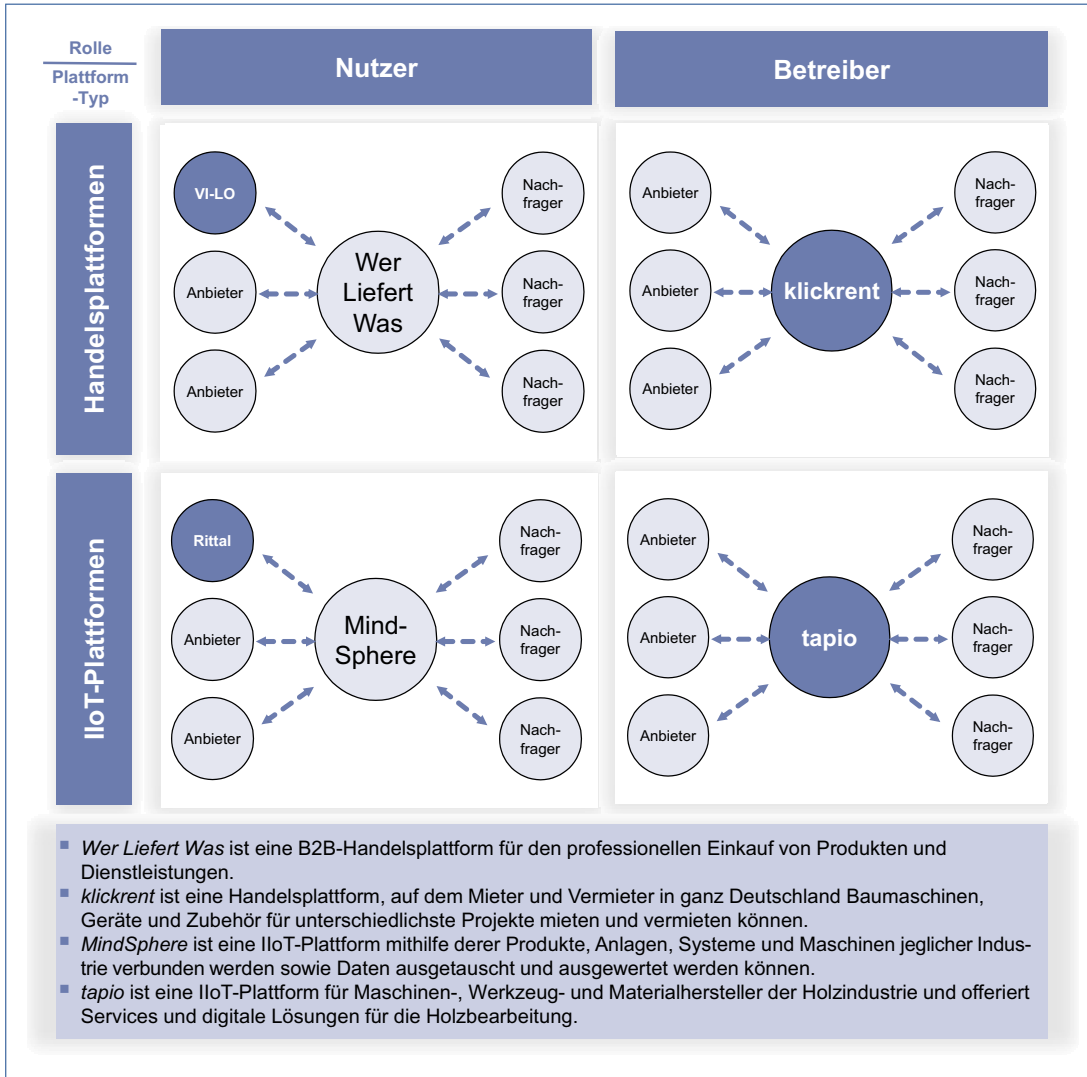 Rolle
Plattform
-Typ
Nutzer
Betreiber
Handelsplattformen
VI-LO
Anbieter
Anbieter
Wer
Liefert
Was
Nach-
frager
Nach-
frager
Nach-
frager
Anbieter
Anbieter
Anbieter
klickrent
Nach-
frager
Nach-
frager
Nach-
frager
IIoT-Plattformen
Rittal
Anbieter
Anbieter
Mind-
Sphere
Nach-
frager
Nach-
frager
Nach-
frager
Anbieter
Anbieter
Anbieter
tapio
Nach-
frager
Nach-
frager
Nach-
frager
▪ Wer Liefert Was ist eine B2B-Handelsplattform für den professionellen Einkauf von Produkten und
Dienstleistungen.
▪ klickrent ist eine Handelsplattform, auf dem Mieter und Vermieter in ganz Deutschland Baumaschinen,
Geräte und Zubehör für unterschiedlichste Projekte mieten und vermieten können.
▪ MindSphere ist eine IIoT-Plattform mithilfe derer Produkte, Anlagen, Systeme und Maschinen jeglicher Indus-
trie verbunden werden sowie Daten ausgetauscht und ausgewertet werden können.
▪ tapio ist eine IIoT-Plattform für Maschinen-, Werkzeug- und Materialhersteller der Holzindustrie und offeriert
Services und digitale Lösungen für die Holzbearbeitung.